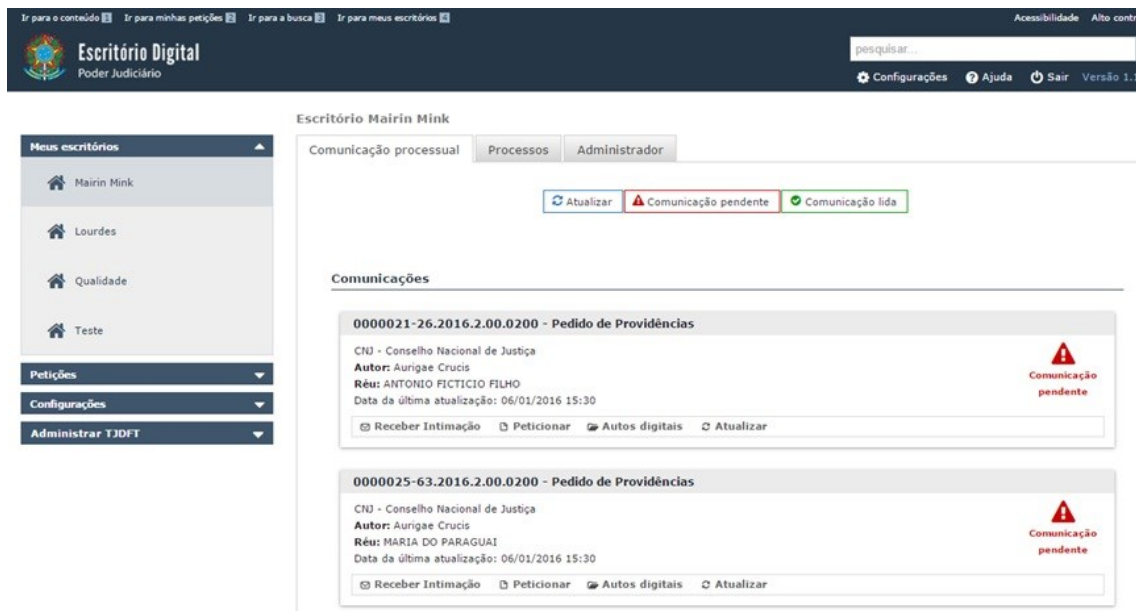 Ir para o conteúdo 1 Ir para minhas petições 2 Ir para a busca 3 Ir para meus escritórios 4 Acessibilidade Alto contr
Escritório Digital
Poder Judiciário
pesquisar...
Configurações Ajuda Sair Versão 1.1
Escritório Mairin Mink
Meus escritórios
Mairin Mink
Lourdes
Qualidade
Teste
Petições
Configurações
Administrar TJDFT
Comunicação processual Processos Administrador
Atualizar Comunicação pendente Comunicação lida
Comunicações
0000021-26.2016.2.00.0200 - Pedido de Providências
CNJ - Conselho Nacional de Justiça
Autor: Aurigae Crucis
Réu: ANTONIO FICTICIO FILHO
Data da última atualização: 06/01/2016 15:30
Comunicação
pendente
Receber Intimação Peticionar Autos digitais Atualizar
0000025-63.2016.2.00.0200 - Pedido de Providências
CNJ - Conselho Nacional de Justiça
Autor: Aurigae Crucis
Réu: MARIA DO PARAGUAI
Data da última atualização: 06/01/2016 15:30
Comunicação
pendente
Receber Intimação Peticionar Autos digitais Atualizar